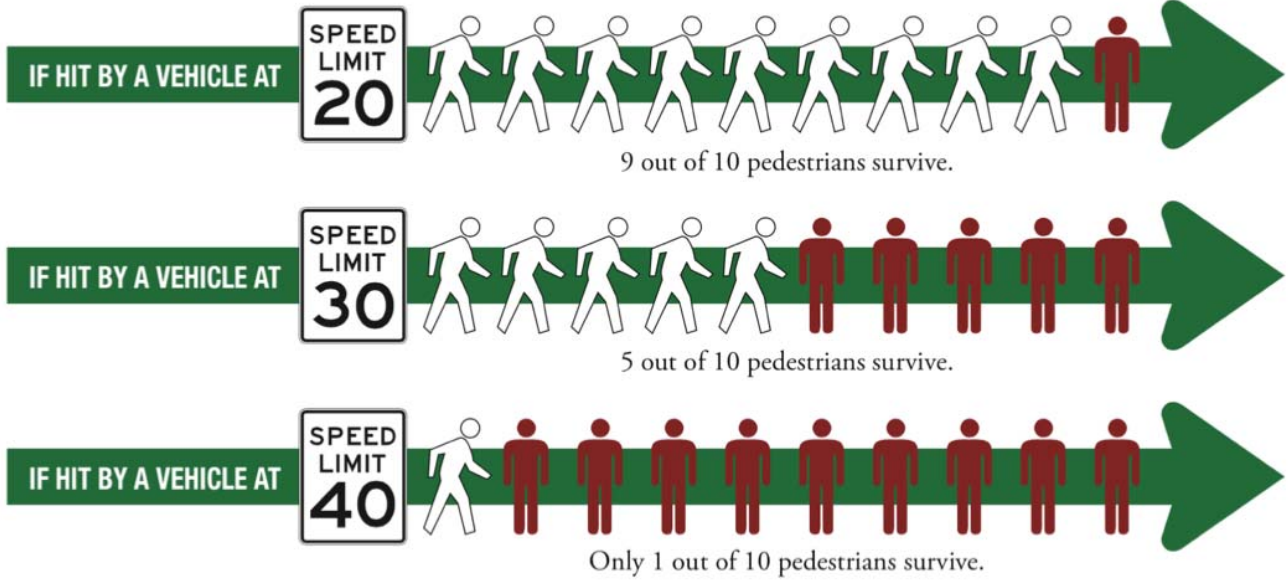 IF HIT BY A VEHICLE AT
SPEED
LIMIT
20
9 out of 10 pedestrians survive.
IF HIT BY A VEHICLE AT
SPEED
LIMIT
30
5 out of 10 pedestrians survive.
IF HIT BY A VEHICLE AT
SPEED
LIMIT
40
Only 1 out of 10 pedestrians survive.